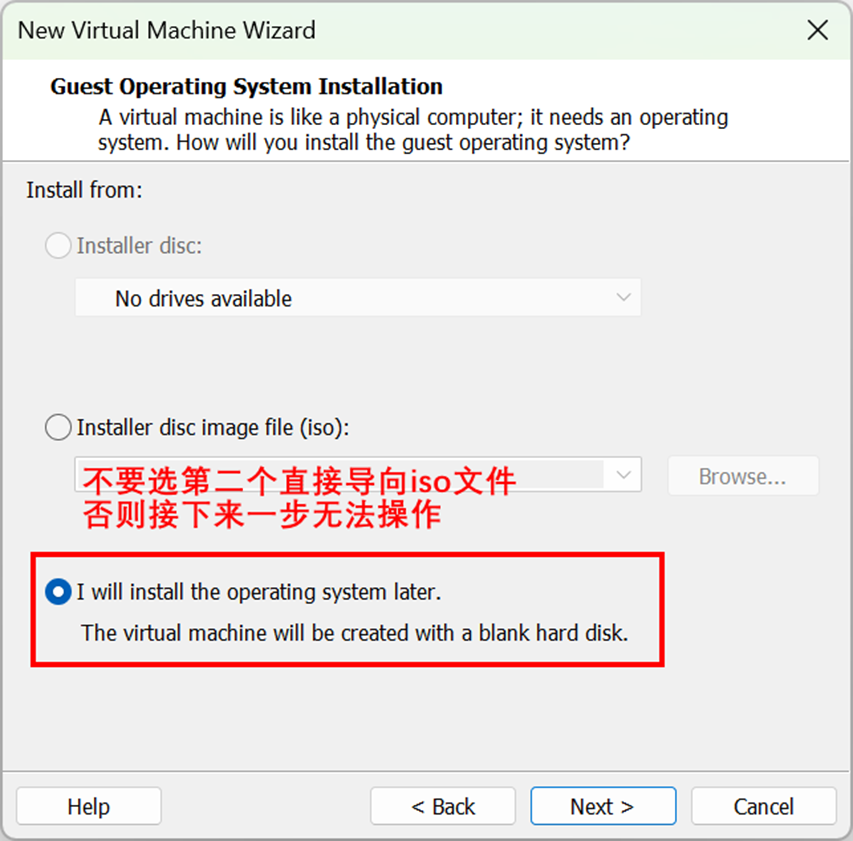 New Virtual Machine Wizard
Guest Operating System Installation
A virtual machine is like a physical computer; it needs an operating
system. How will you install the guest operating system?
Install from:
Installer disc:
No drives available
Installer disc image file (iso):
不要选第二个直接导向iso文件
否则接下来一步无法操作
Browse...
I will install the operating system later.
The virtual machine will be created with a blank hard disk.
Help
< Back
Next >
Cancel